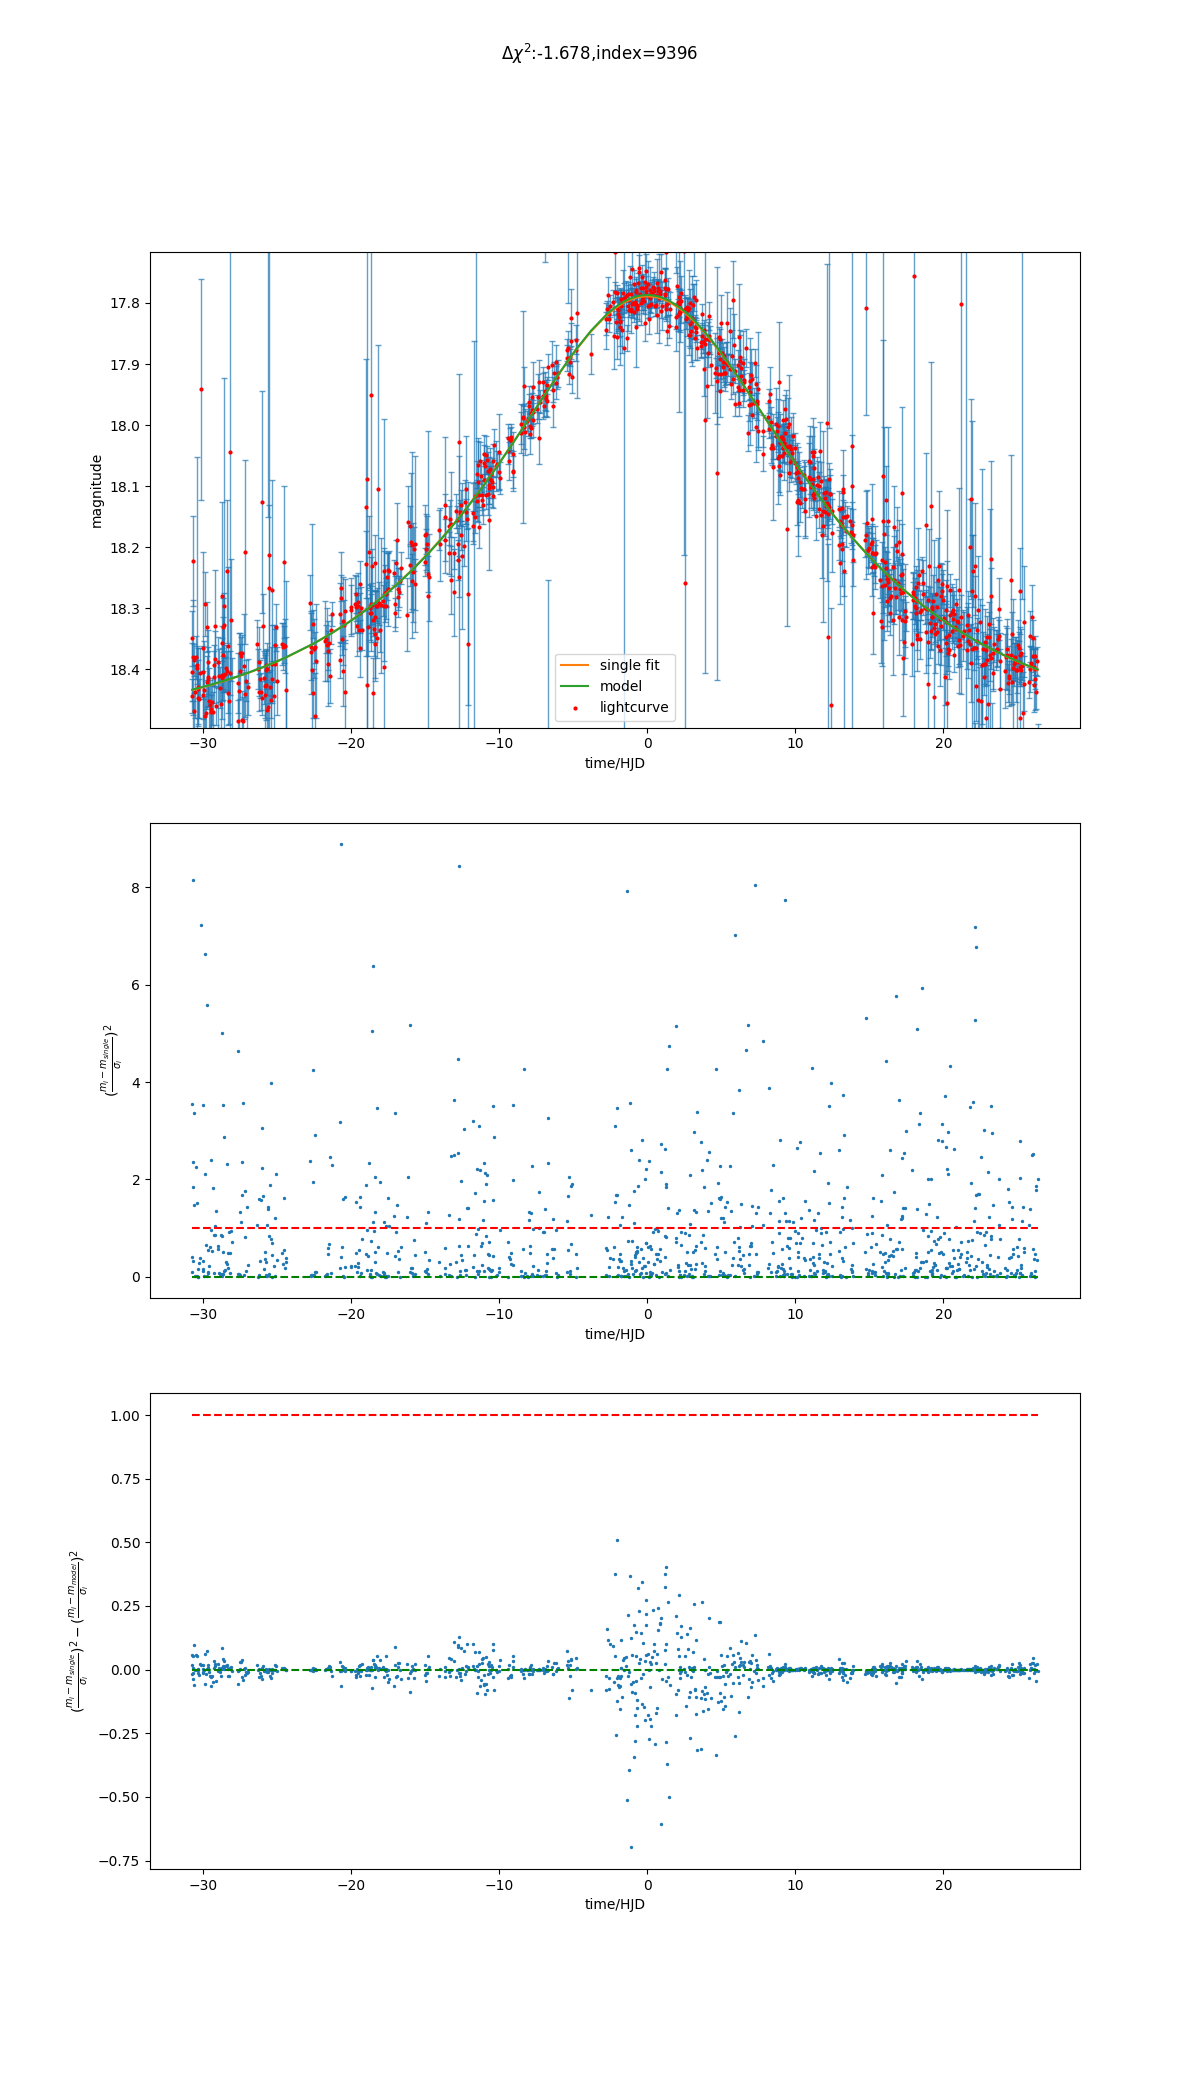 Δχ²:-1.678,index=9396
magnitude
17.8
17.9
18.0
18.1
18.2
18.3
18.4
single fit
model
lightcurve
−30 −20 −10 0 10 20
time/HJD
(m_i − m_single / σ_i)²
8
6
4
2
0
−30 −20 −10 0 10 20
time/HJD
(m_i − m_single / σ_i)² − (m_i − m_model / σ_i)²
1.00
0.75
0.50
0.25
0.00
−0.25
−0.50
−0.75
−30 −20 −10 0 10 20
time/HJD